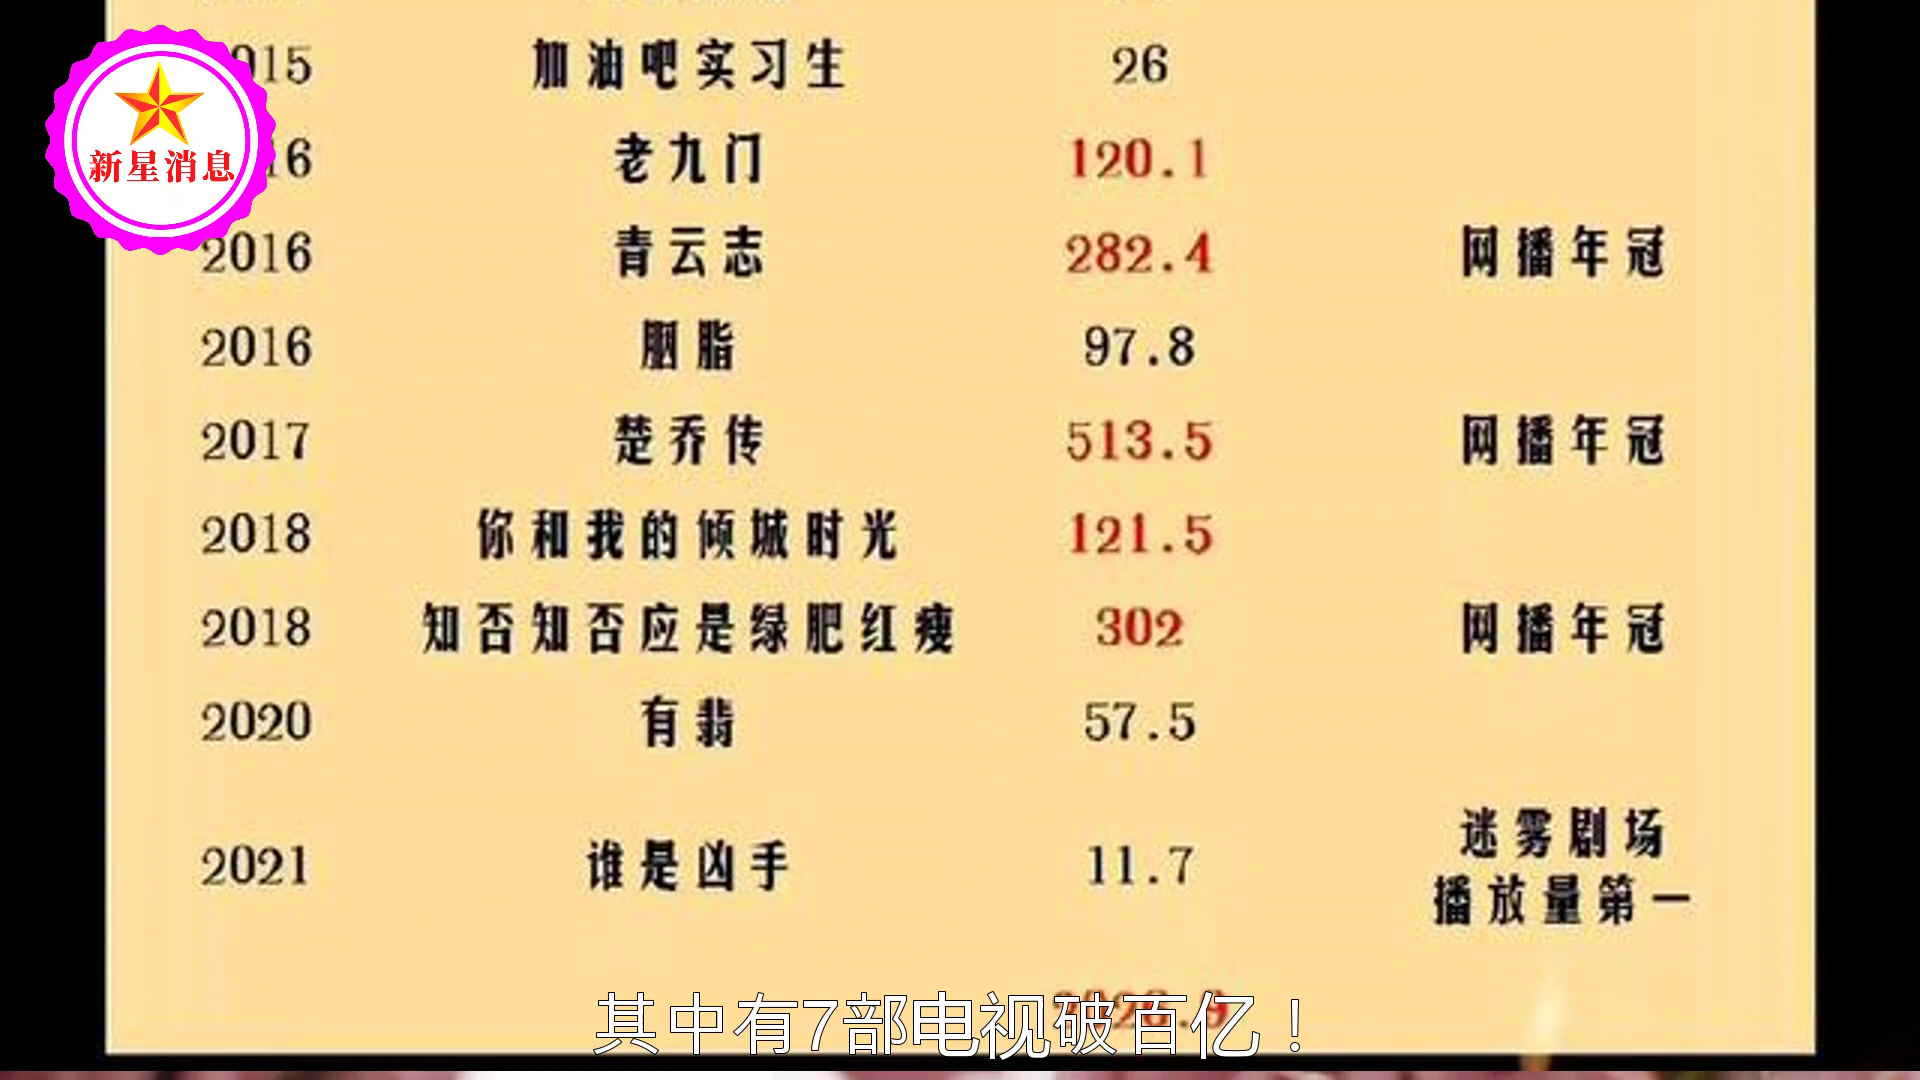 新星消息
15 加油吧实习生 26
16 老九门 120.1
2016 青云志 282.4 网播年冠
2016 胭脂 97.8
2017 楚乔传 513.5 网播年冠
2018 你和我的倾城时光 121.5
2018 知否知否应是绿肥红瘦 302 网播年冠
2020 有翡 57.5
2021 谁是凶手 11.7 迷雾剧场
播放量第一
其中有7部电视破百亿！